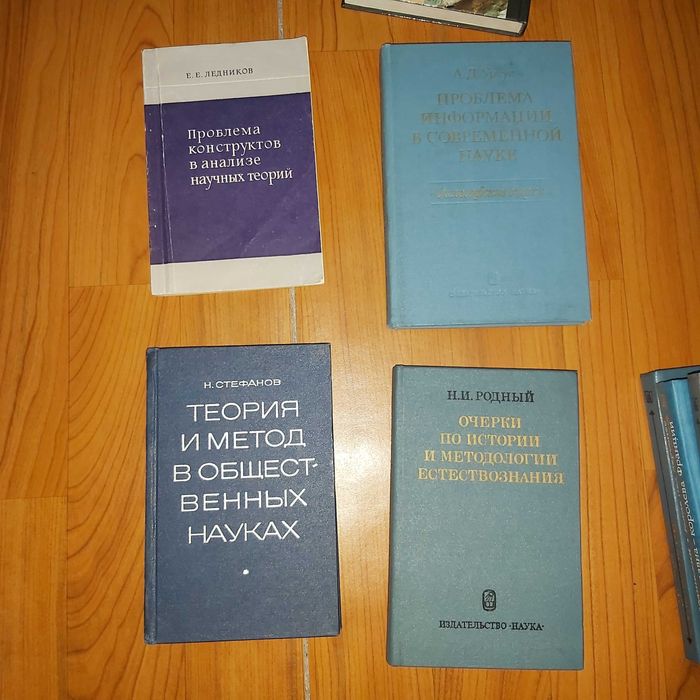 Е. Е. ЛЕДНИКОВ
Проблема
конструктов
в анализе
научных теорий
ПРОБЛЕМА
ИНФОРМАЦИИ
В СОВРЕМЕННОЙ
НАУКЕ
Н. СТЕФАНОВ
ТЕОРИЯ
И МЕТОД
В ОБЩЕСТ-
ВЕННЫХ
НАУКАХ
Н.И. РОДНЫЙ
ОЧЕРКИ
ПО ИСТОРИИ
И МЕТОДОЛОГИИ
ЕСТЕСТВОЗНАНИЯ
ИЗДАТЕЛЬСТВО «НАУКА»